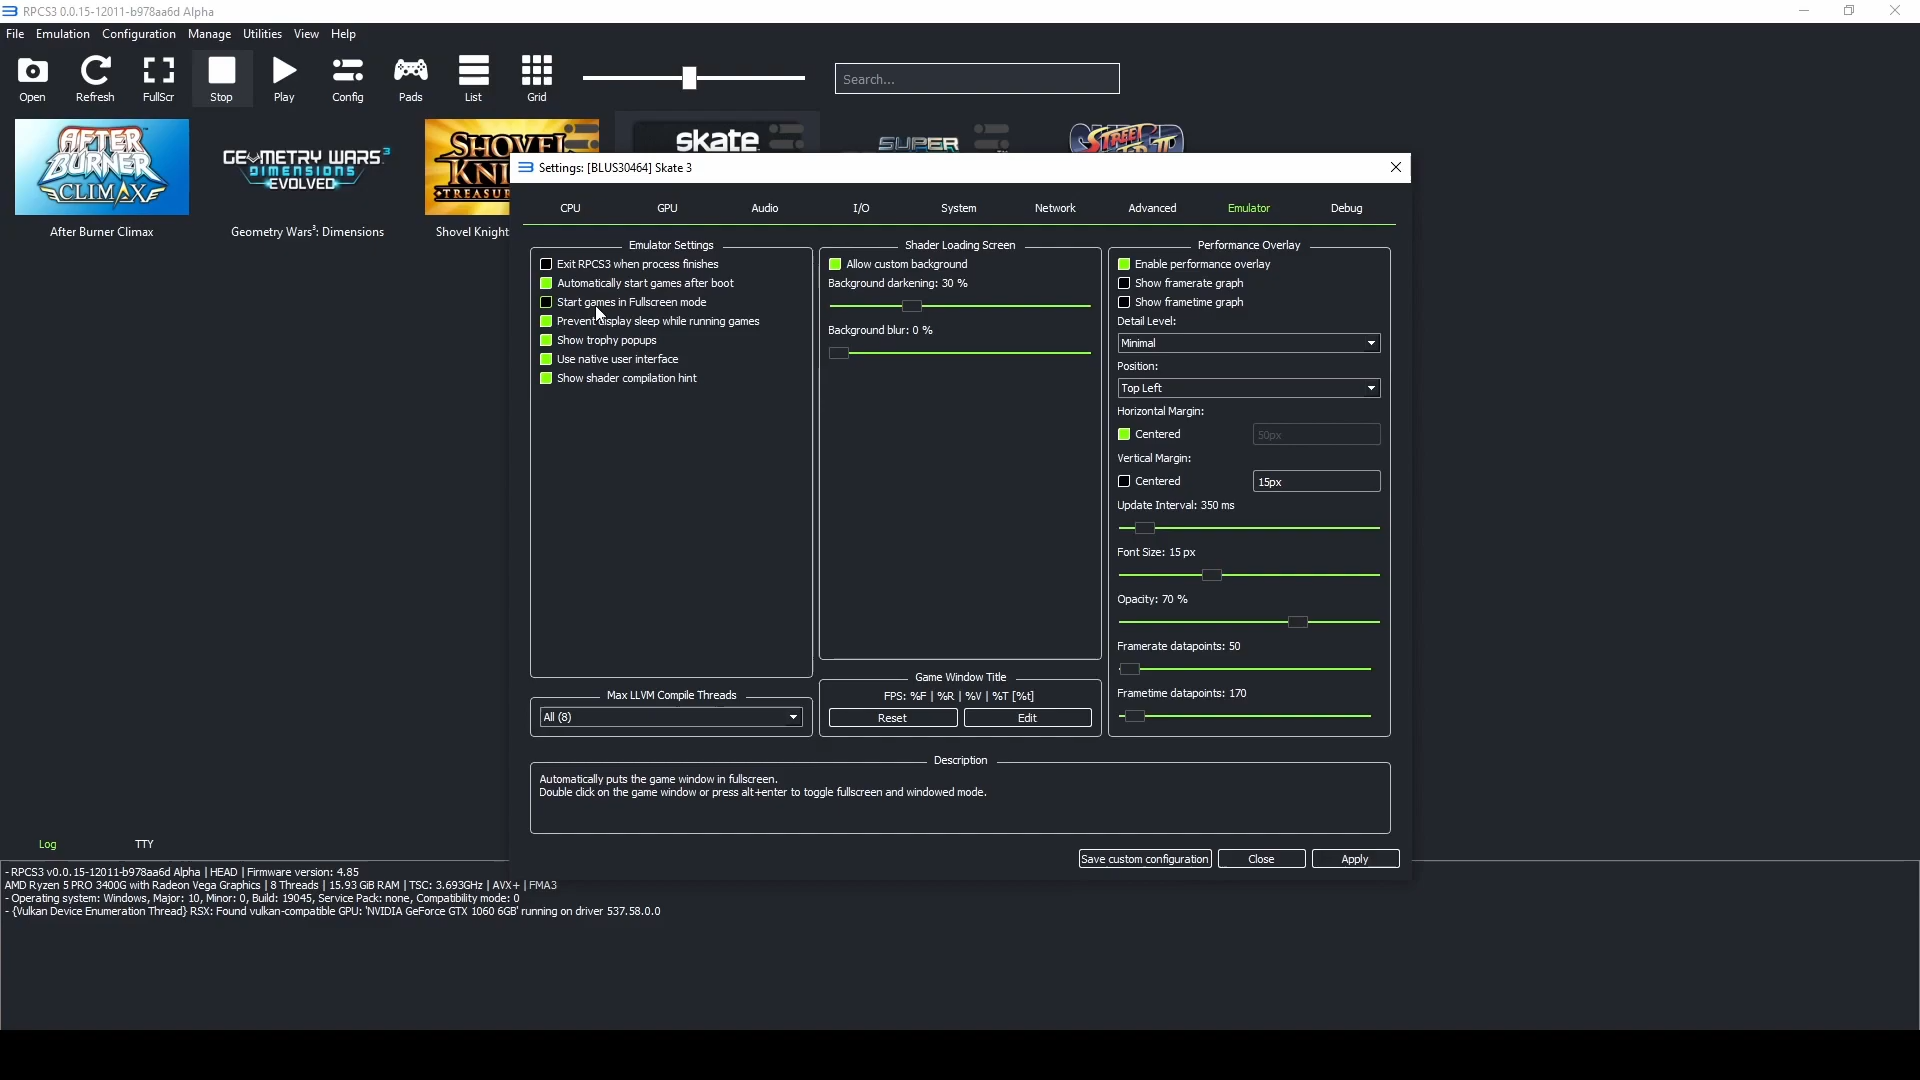 RPCS3 0.0.15-12011-b978aa6d Alpha
File Emulation Configuration Manage Utilities View Help
Open Refresh FullScr Stop Play Config Pads List Grid
Search...
AFTER BURNER CLIMAX
GEOMETRY WARS3 DIMENSIONS EVOLVED
SHOVEL
TREASUR
skate
SUPER
STREET
After Burner Climax
Geometry Wars³: Dimensions
Shovel Knight
Settings: [BLUS30464] Skate 3
CPU GPU Audio I/O System Network Advanced Emulator Debug
Emulator Settings
Exit RPCS3 when process finishes
Automatically start games after boot
Start games in Fullscreen mode
Prevent display sleep while running games
Show trophy popups
Use native user interface
Show shader compilation hint
Max LLVM Compile Threads
All (8)
Shader Loading Screen
Allow custom background
Background darkening: 30 %
Background blur: 0 %
Game Window Title
FPS: %F | %R | %V | %T [%t]
Reset Edit
Performance Overlay
Enable performance overlay
Show framerate graph
Show frametime graph
Detail Level:
Minimal
Position:
Top Left
Horizontal Margin:
Centered 50px
Vertical Margin:
Centered 15px
Update Interval: 350 ms
Font Size: 15 px
Opacity: 70 %
Framerate datapoints: 50
Frametime datapoints: 170
Description
Automatically puts the game window in fullscreen.
Double click on the game window or press alt+enter to toggle fullscreen and windowed mode.
Save custom configuration Close Apply
Log TTY
- RPCS3 v0.0.15-12011-b978aa6d Alpha | HEAD | Firmware version: 4.85
AMD Ryzen 5 PRO 3400G with Radeon Vega Graphics | 8 Threads | 15.93 GiB RAM | TSC: 3.693GHz | AVX+ | FMA3
- Operating system: Windows, Major: 10, Minor: 0, Build: 19045, Service Pack: none, Compatibility mode: 0
- {Vulkan Device Enumeration Thread} RSX: Found vulkan-compatible GPU: 'NVIDIA GeForce GTX 1060 6GB' running on driver 537.58.0.0